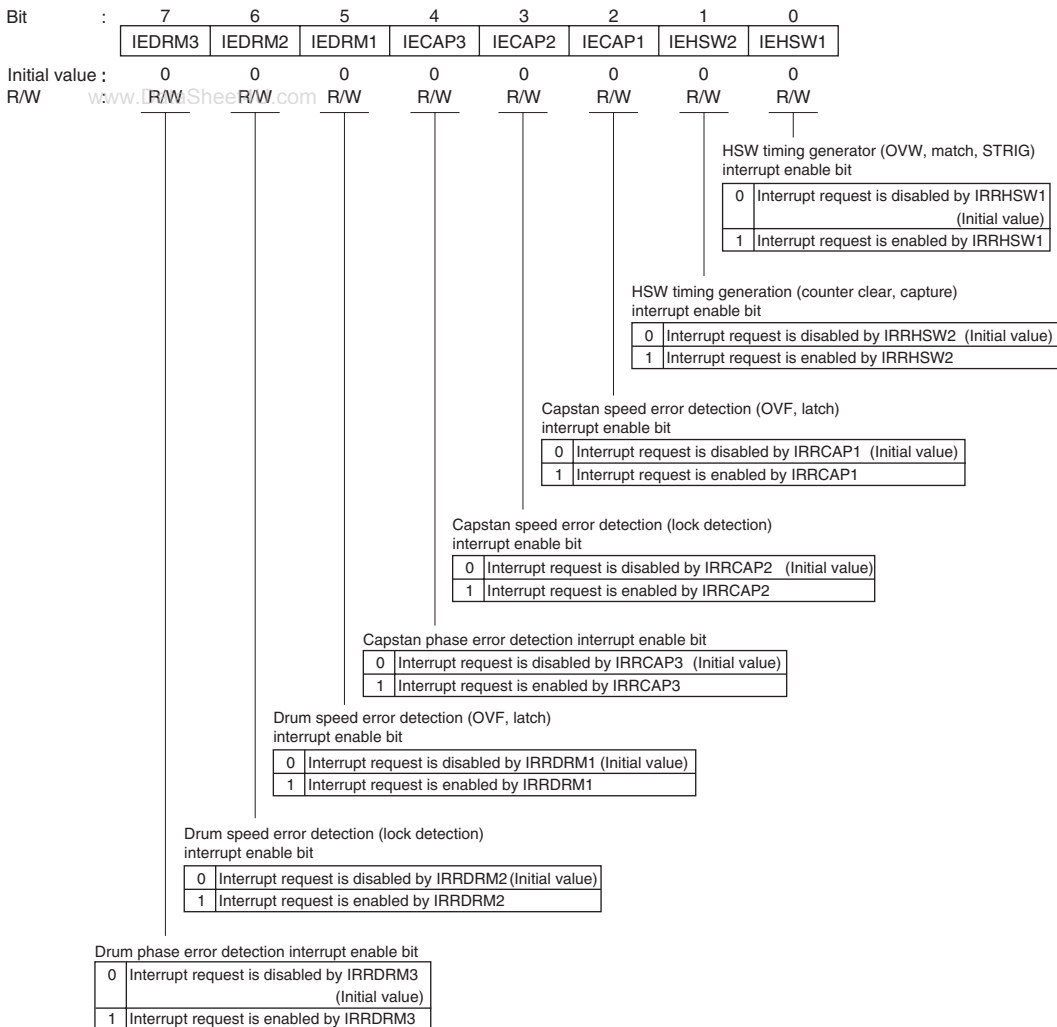 Bit : 7 6 5 4 3 2 1 0
IEDRM3 IEDRM2 IEDRM1 IECAP3 IECAP2 IECAP1 IEHSW2 IEHSW1
Initial value : 0 0 0 0 0 0 0 0
R/W : R/W R/W R/W R/W R/W R/W R/W R/W
www.DataSheet4U.com
HSW timing generator (OVW, match, STRIG)
interrupt enable bit
0 Interrupt request is disabled by IRRHSW1
(Initial value)
1 Interrupt request is enabled by IRRHSW1
HSW timing generation (counter clear, capture)
interrupt enable bit
0 Interrupt request is disabled by IRRHSW2 (Initial value)
1 Interrupt request is enabled by IRRHSW2
Capstan speed error detection (OVF, latch)
interrupt enable bit
0 Interrupt request is disabled by IRRCAP1 (Initial value)
1 Interrupt request is enabled by IRRCAP1
Capstan speed error detection (lock detection)
interrupt enable bit
0 Interrupt request is disabled by IRRCAP2 (Initial value)
1 Interrupt request is enabled by IRRCAP2
Capstan phase error detection interrupt enable bit
0 Interrupt request is disabled by IRRCAP3 (Initial value)
1 Interrupt request is enabled by IRRCAP3
Drum speed error detection (OVF, latch)
interrupt enable bit
0 Interrupt request is disabled by IRRDRM1 (Initial value)
1 Interrupt request is enabled by IRRDRM1
Drum speed error detection (lock detection)
interrupt enable bit
0 Interrupt request is disabled by IRRDRM2 (Initial value)
1 Interrupt request is enabled by IRRDRM2
Drum phase error detection interrupt enable bit
0 Interrupt request is disabled by IRRDRM3
(Initial value)
1 Interrupt request is enabled by IRRDRM3